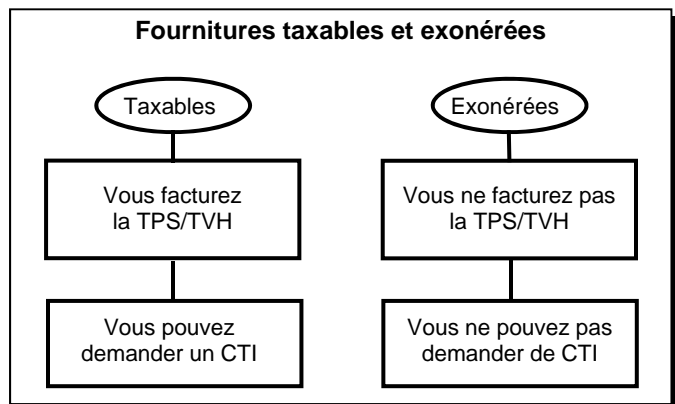 Fournitures taxables et exonérées
Taxables
Vous facturez
la TPS/TVH
Vous pouvez
demander un CTI
Exonérées
Vous ne facturez pas
la TPS/TVH
Vous ne pouvez pas
demander de CTI